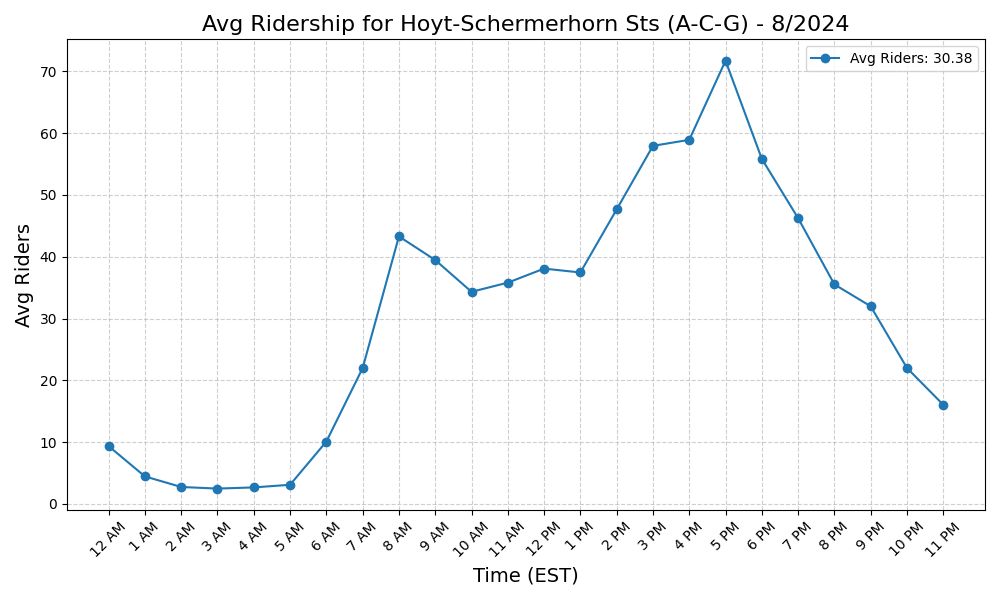 Avg Ridership for Hoyt-Schermerhorn Sts (A-C-G) - 8/2024
Avg Riders: 30.38
Avg Riders
70
60
50
40
30
20
10
0
12 AM
1 AM
2 AM
3 AM
4 AM
5 AM
6 AM
7 AM
8 AM
9 AM
10 AM
11 AM
12 PM
1 PM
2 PM
3 PM
4 PM
5 PM
6 PM
7 PM
8 PM
9 PM
10 PM
11 PM
Time (EST)